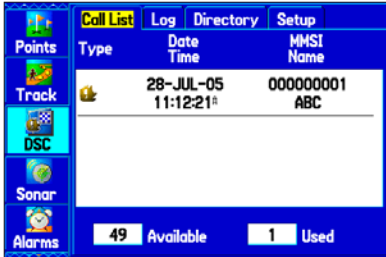 Call List Log Directory Setup
Points
Track
DSC
Sonar
Alarms
Type Date Time MMSI Name
28-JUL-05 000000001
11:12:21 ABC
49 Available 1 Used